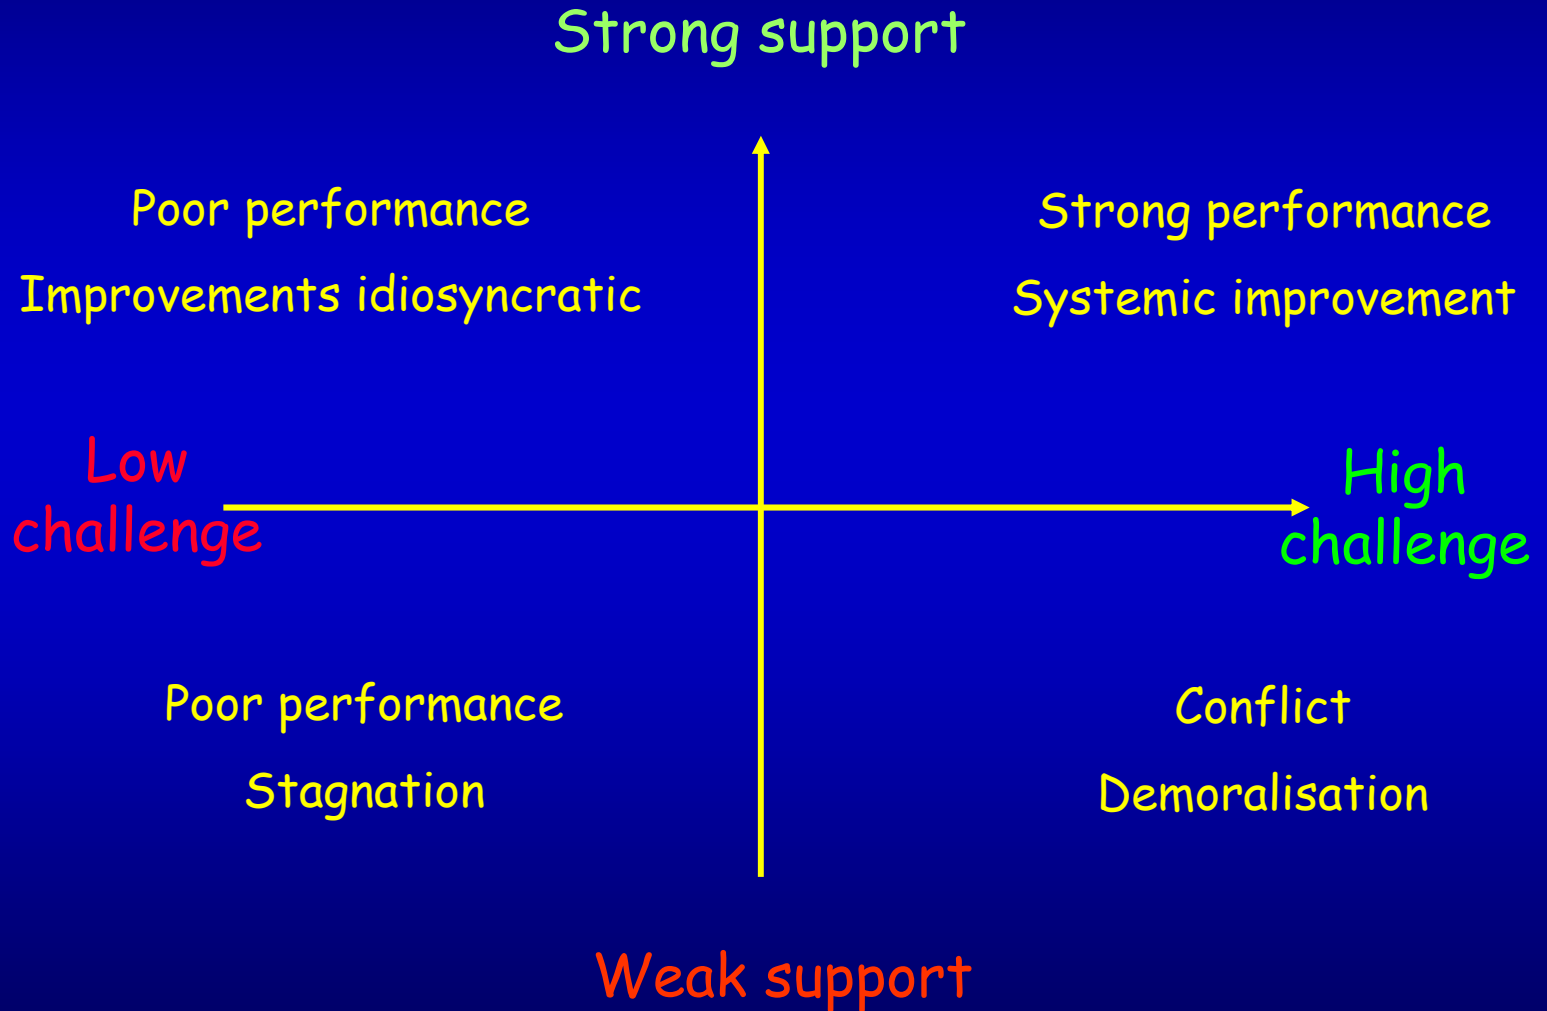 Strong support
Poor performance
Improvements idiosyncratic
Strong performance
Systemic improvement
Low
challenge
High
challenge
Poor performance
Stagnation
Conflict
Demoralisation
Weak support